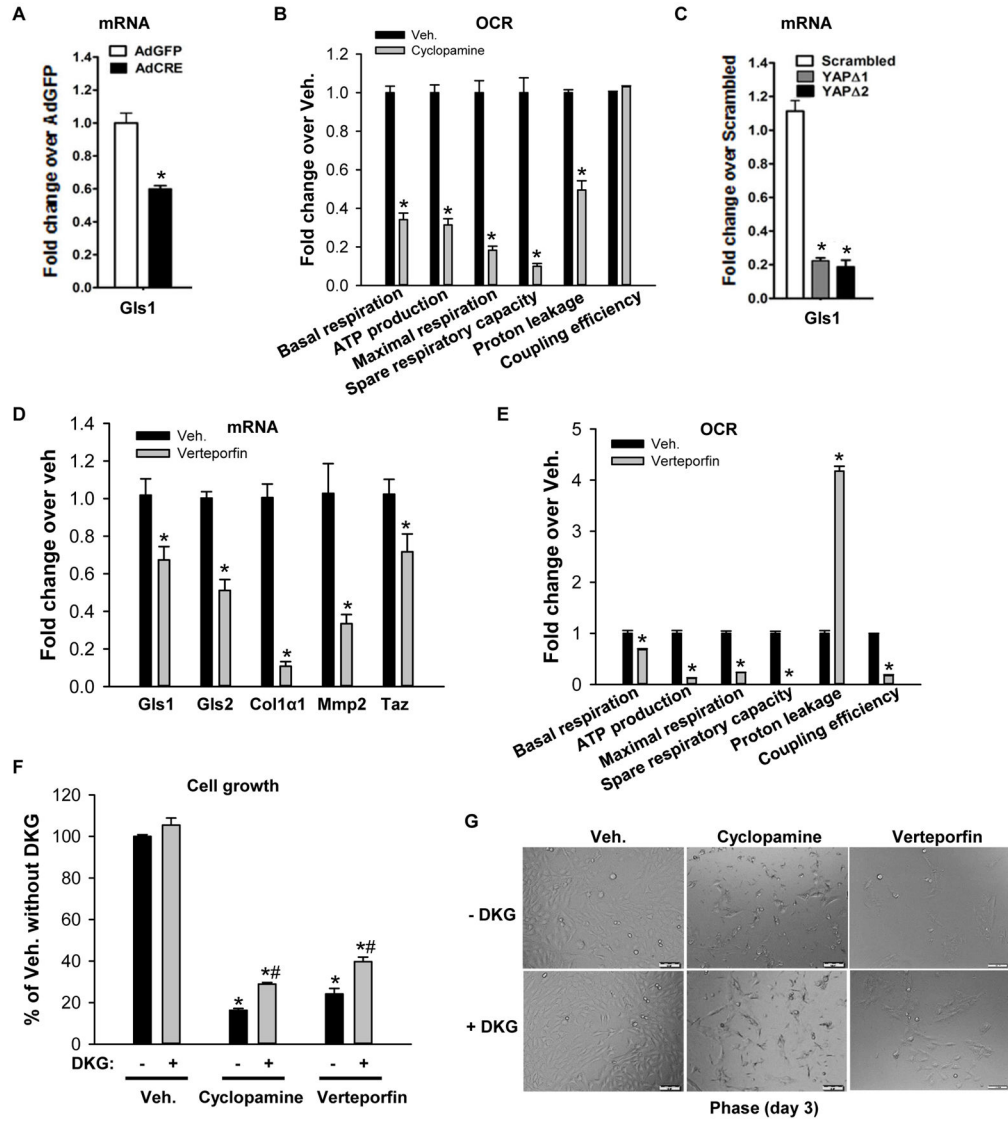 A
mRNA
AdGFP
AdCRE
Fold change over AdGFP
1.4
1.2
1.0
0.8
0.6
0.4
0.2
0.0
*
Gls1
B
OCR
Veh.
Cyclopamine
Fold change over Veh.
1.2
1.0
0.8
0.6
0.4
0.2
0.0
* * * * *
Basal respiration
ATP production
Maximal respiration
Spare respiratory capacity
Proton leakage
Coupling efficiency
C
mRNA
Scrambled
YAPΔ1
YAPΔ2
Fold change over Scrambled
1.4
1.2
1.0
0.8
0.6
0.4
0.2
0.0
* *
Gls1
D
mRNA
Veh.
Verteporfin
Fold change over veh
1.4
1.2
1.0
0.8
0.6
0.4
0.2
0.0
* * * * *
Gls1 Gls2 Col1α1 Mmp2 Taz
E
OCR
Veh.
Verteporfin
Fold change over Veh.
5
4
3
2
1
0
* * * * * *
Basal respiration
ATP production
Maximal respiration
Spare respiratory capacity
Proton leakage
Coupling efficiency
F
Cell growth
% of Veh. without DKG
120
100
80
60
40
20
0
* *# * *#
DKG: - + - + - +
Veh. Cyclopamine Verteporfin
G
Veh. Cyclopamine Verteporfin
- DKG
+ DKG
Phase (day 3)